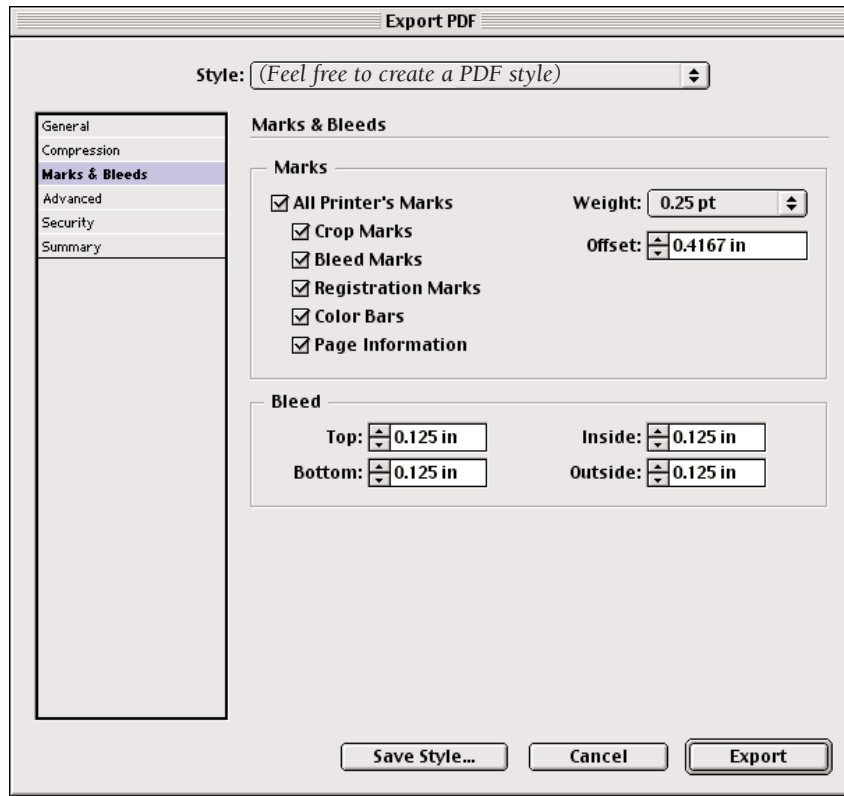 Export PDF
Style: (Feel free to create a PDF style)
General
Compression
Marks & Bleeds
Advanced
Security
Summary
Marks & Bleeds
Marks
All Printer's Marks
Crop Marks
Bleed Marks
Registration Marks
Color Bars
Page Information
Weight: 0.25 pt
Offset: 0.4167 in
Bleed
Top: 0.125 in
Bottom: 0.125 in
Inside: 0.125 in
Outside: 0.125 in
Save Style...
Cancel
Export